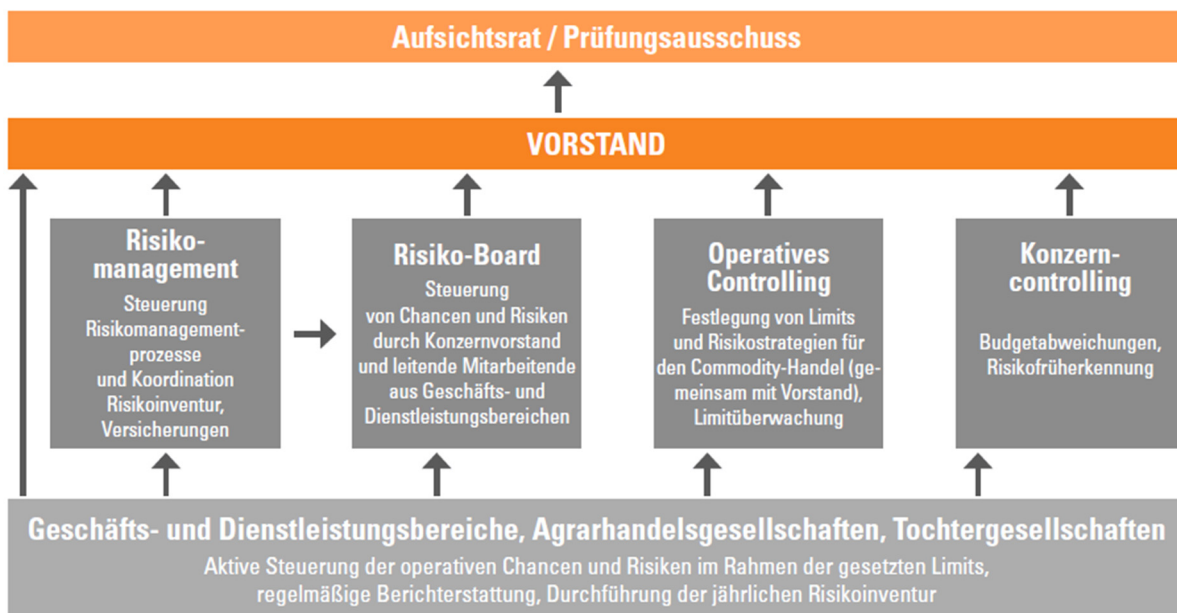 Aufsichtsrat / Prüfungsausschuss
VORSTAND
Risiko-
management
Steuerung
Risikomanagement-
prozesse
und Koordination
Risikoinventur,
Versicherungen
Risiko-Board
Steuerung
von Chancen und Risiken
durch Konzernvorstand
und leitende Mitarbeitende
aus Geschäfts- und
Dienstleistungsbereichen
Operatives
Controlling
Festlegung von Limits
und Risikostrategien für
den Commodity-Handel (ge-
meinsam mit Vorstand),
Limitüberwachung
Konzern-
controlling
Budgetabweichungen,
Risikofrüherkennung
Geschäfts- und Dienstleistungsbereiche, Agrarhandelsgesellschaften, Tochtergesellschaften
Aktive Steuerung der operativen Chancen und Risiken im Rahmen der gesetzten Limits,
regelmäßige Berichterstattung, Durchführung der jährlichen Risikoinventur